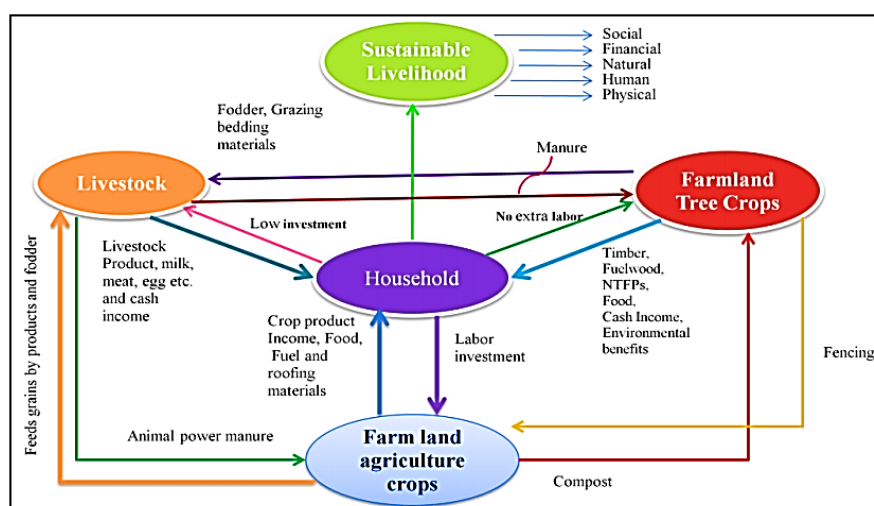 Sustainable
Livelihood
Social
Financial
Natural
Human
Physical
Fodder, Grazing
bedding
materials
Manure
Livestock
Farmland
Tree Crops
Low investment
No extra labor
Livestock
Product, milk,
meat, egg etc.
and cash
income
Household
Timber,
Fuelwood,
NTFPs,
Food,
Cash Income,
Environmental
benefits
Crop product
Income, Food,
Fuel and
roofing
materials
Labor
investment
Fencing
Feeds grains by products and fodder
Animal power manure
Farm land
agriculture
crops
Compost